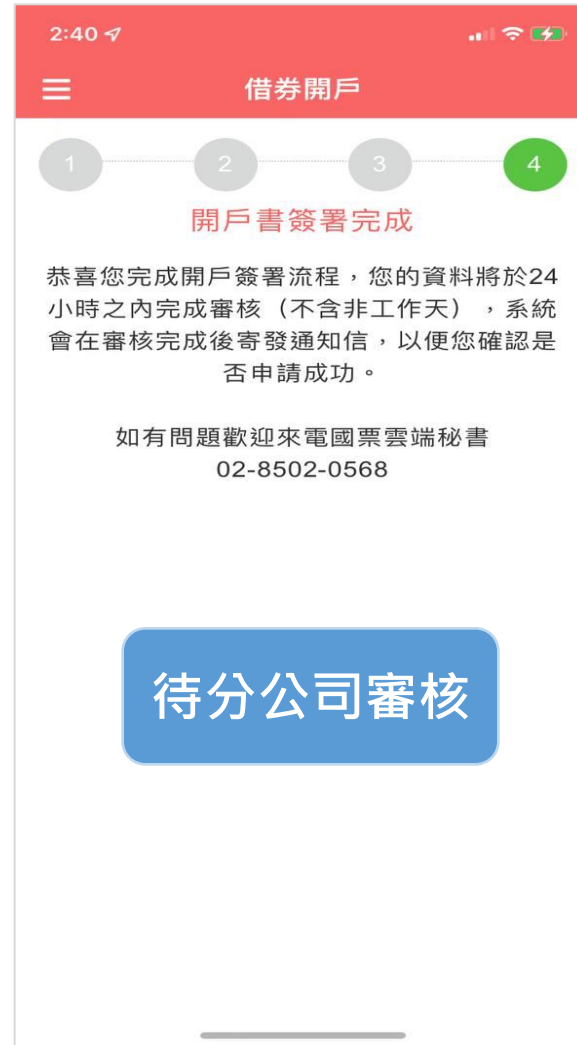 2:40
借券開戶
1 2 3 4
開戶書簽署完成
恭喜您完成開戶簽署流程，您的資料將於24
小時之內完成審核（不含非工作天），系統
會在審核完成後寄發通知信，以便您確認是
否申請成功。
如有問題歡迎來電國票雲端秘書
02-8502-0568
待分公司審核